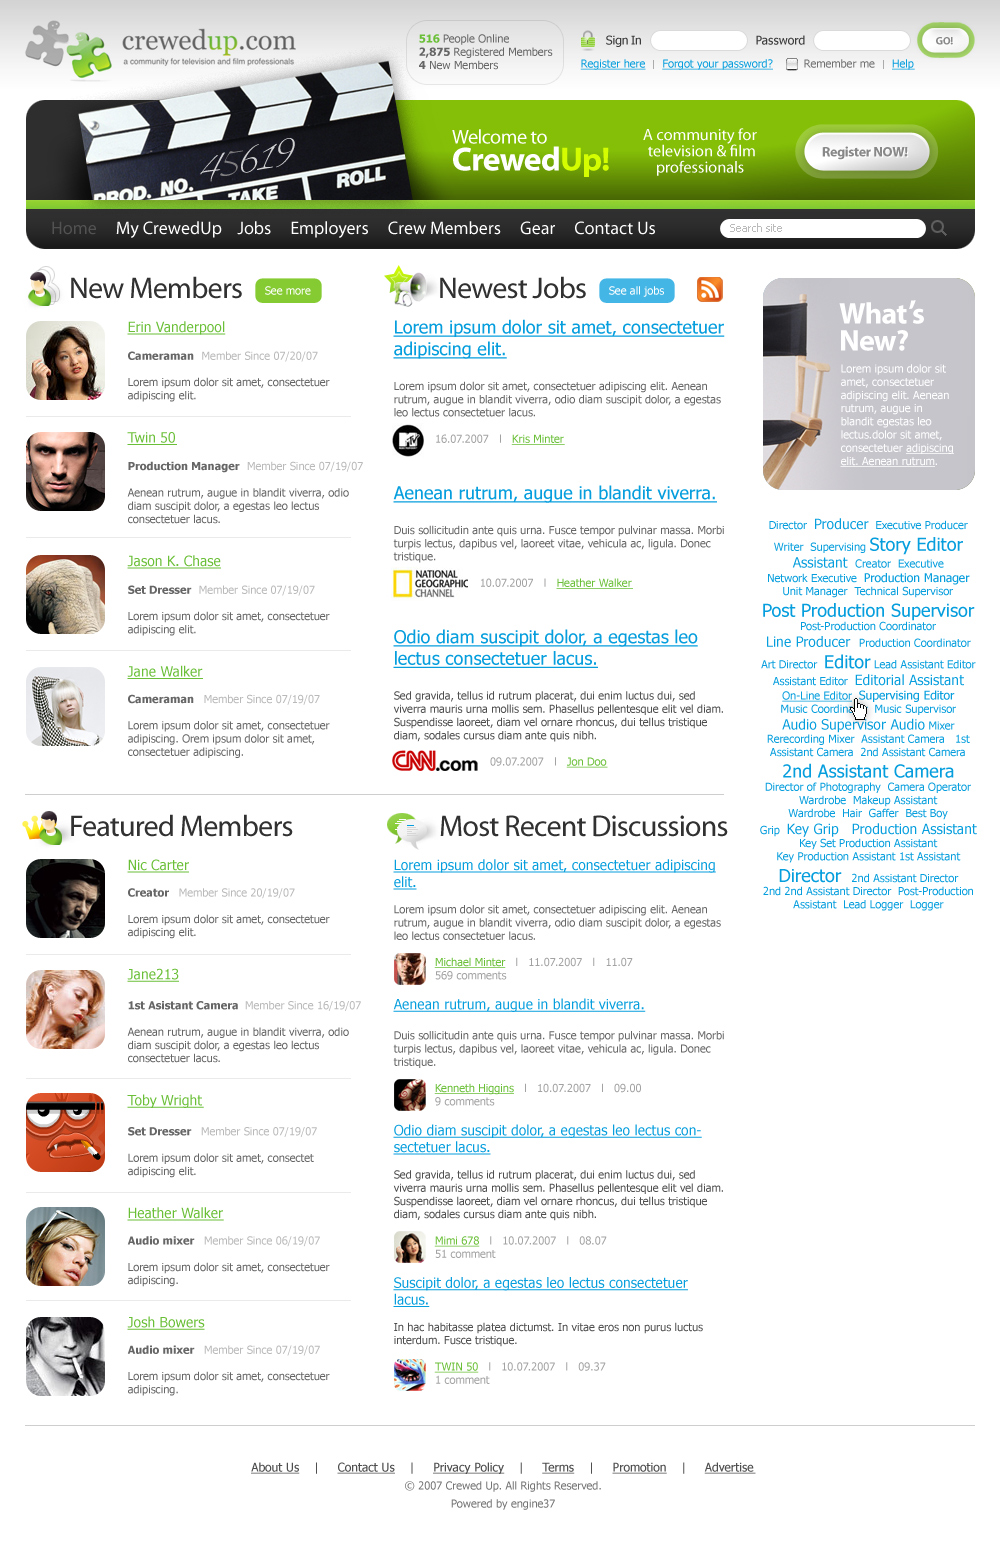 crewedup.com
a community for television and film professionals
516 People Online
2,875 Registered Members
4 New Members
Sign In
Password
GO!
Register here | Forgot your password?
Remember me | Help
45619
PROD. NO.
TAKE
ROLL
Welcome to
CrewedUp!
A community for
television & film
professionals
Register NOW!
Home
My CrewedUp
Jobs
Employers
Crew Members
Gear
Contact Us
Search site
New Members
See more
Erin Vanderpool
Cameraman Member Since 07/20/07
Lorem ipsum dolor sit amet, consectetuer
adipiscing elit.
Twin 50
Production Manager Member Since 07/19/07
Aenean rutrum, augue in blandit viverra, odio
diam suscipit dolor, a egestas leo lectus
consectetuer lacus.
Jason K. Chase
Set Dresser Member Since 07/19/07
Lorem ipsum dolor sit amet, consectetuer
adipiscing elit.
Jane Walker
Cameraman Member Since 07/19/07
Lorem ipsum dolor sit amet, consectetuer
adipiscing. Orem ipsum dolor sit amet,
consectetuer adipiscing.
Newest Jobs
See all jobs
Lorem ipsum dolor sit amet, consectetuer
adipiscing elit.
Lorem ipsum dolor sit amet, consectetuer adipiscing elit. Aenean
rutrum, augue in blandit viverra, odio diam suscipit dolor, a egestas
leo lectus consectetuer lacus.
MTV
16.07.2007 | Kris Minter
Aenean rutrum, augue in blandit viverra.
Duis sollicitudin ante quis urna. Fusce tempor pulvinar massa. Morbi
turpis lectus, dapibus vel, laoreet vitae, vehicula ac, ligula. Donec
tristique.
NATIONAL
GEOGRAPHIC
CHANNEL
10.07.2007 | Heather Walker
Odio diam suscipit dolor, a egestas leo
lectus consectetuer lacus.
Sed gravida, tellus id rutrum placerat, dui enim luctus dui, sed
viverra mauris urna mollis sem. Phasellus pellentesque elit vel diam.
Suspendisse laoreet, diam vel ornare rhoncus, dui tellus tristique
diam, sodales cursus diam ante quis nibh.
CNN.com
09.07.2007 | Jon Doo
What's
New?
Lorem ipsum dolor sit
amet, consectetuer
adipiscing elit. Aenean
rutrum, augue in
blandit egestas leo
lectus.dolor sit amet,
consectetuer adipiscing
elit. Aenean rutrum.
Director Producer Executive Producer
Writer Supervising Story Editor
Assistant Creator Executive
Network Executive Production Manager
Unit Manager Technical Supervisor
Post Production Supervisor
Post-Production Coordinator
Line Producer Production Coordinator
Art Director Editor Lead Assistant Editor
Assistant Editor Editorial Assistant
On-Line Editor Supervising Editor
Music Coordina Music Supervisor
Audio Supervisor Audio Mixer
Rerecording Mixer Assistant Camera 1st
Assistant Camera 2nd Assistant Camera
2nd Assistant Camera
Director of Photography Camera Operator
Wardrobe Makeup Assistant
Wardrobe Hair Gaffer Best Boy
Grip Key Grip Production Assistant
Key Set Production Assistant
Key Production Assistant 1st Assistant
Director 2nd Assistant Director
2nd 2nd Assistant Director Post-Production
Assistant Lead Logger Logger
Featured Members
Nic Carter
Creator Member Since 20/19/07
Lorem ipsum dolor sit amet, consectetuer
adipiscing elit.
Jane213
1st Asistant Camera Member Since 16/19/07
Aenean rutrum, augue in blandit viverra, odio
diam suscipit dolor, a egestas leo lectus
consectetuer lacus.
Toby Wright
Set Dresser Member Since 07/19/07
Lorem ipsum dolor sit amet, consectet
adipiscing elit.
Heather Walker
Audio mixer Member Since 06/19/07
Lorem ipsum dolor sit amet, consectetuer
adipiscing.
Josh Bowers
Audio mixer Member Since 07/19/07
Lorem ipsum dolor sit amet, consectetuer
adipiscing.
Most Recent Discussions
Lorem ipsum dolor sit amet, consectetuer adipiscing
elit.
Lorem ipsum dolor sit amet, consectetuer adipiscing elit. Aenean
rutrum, augue in blandit viverra, odio diam suscipit dolor, a egestas
leo lectus consectetuer lacus.
Michael Minter | 11.07.2007 | 11.07
569 comments
Aenean rutrum, augue in blandit viverra.
Duis sollicitudin ante quis urna. Fusce tempor pulvinar massa. Morbi
turpis lectus, dapibus vel, laoreet vitae, vehicula ac, ligula. Donec
tristique.
Kenneth Higgins | 10.07.2007 | 09.00
9 comments
Odio diam suscipit dolor, a egestas leo lectus con-
sectetuer lacus.
Sed gravida, tellus id rutrum placerat, dui enim luctus dui, sed
viverra mauris urna mollis sem. Phasellus pellentesque elit vel diam.
Suspendisse laoreet, diam vel ornare rhoncus, dui tellus tristique
diam, sodales cursus diam ante quis nibh.
Mimi 678 | 10.07.2007 | 08.07
51 comment
Suscipit dolor, a egestas leo lectus consectetuer
lacus.
In hac habitasse platea dictumst. In vitae eros non purus luctus
interdum. Fusce tristique.
TWIN 50 | 10.07.2007 | 09.37
1 comment
About Us | Contact Us | Privacy Policy | Terms | Promotion | Advertise
© 2007 Crewed Up. All Rights Reserved.
Powered by engine37